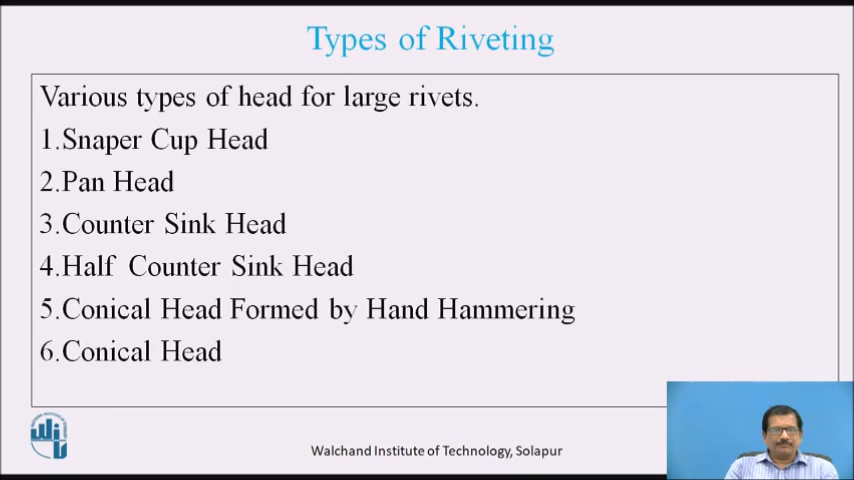 Types of Riveting
Various types of head for large rivets.
1.Snaper Cup Head
2.Pan Head
3.Counter Sink Head
4.Half Counter Sink Head
5.Conical Head Formed by Hand Hammering
6.Conical Head
Walchand Institute of Technology, Solapur